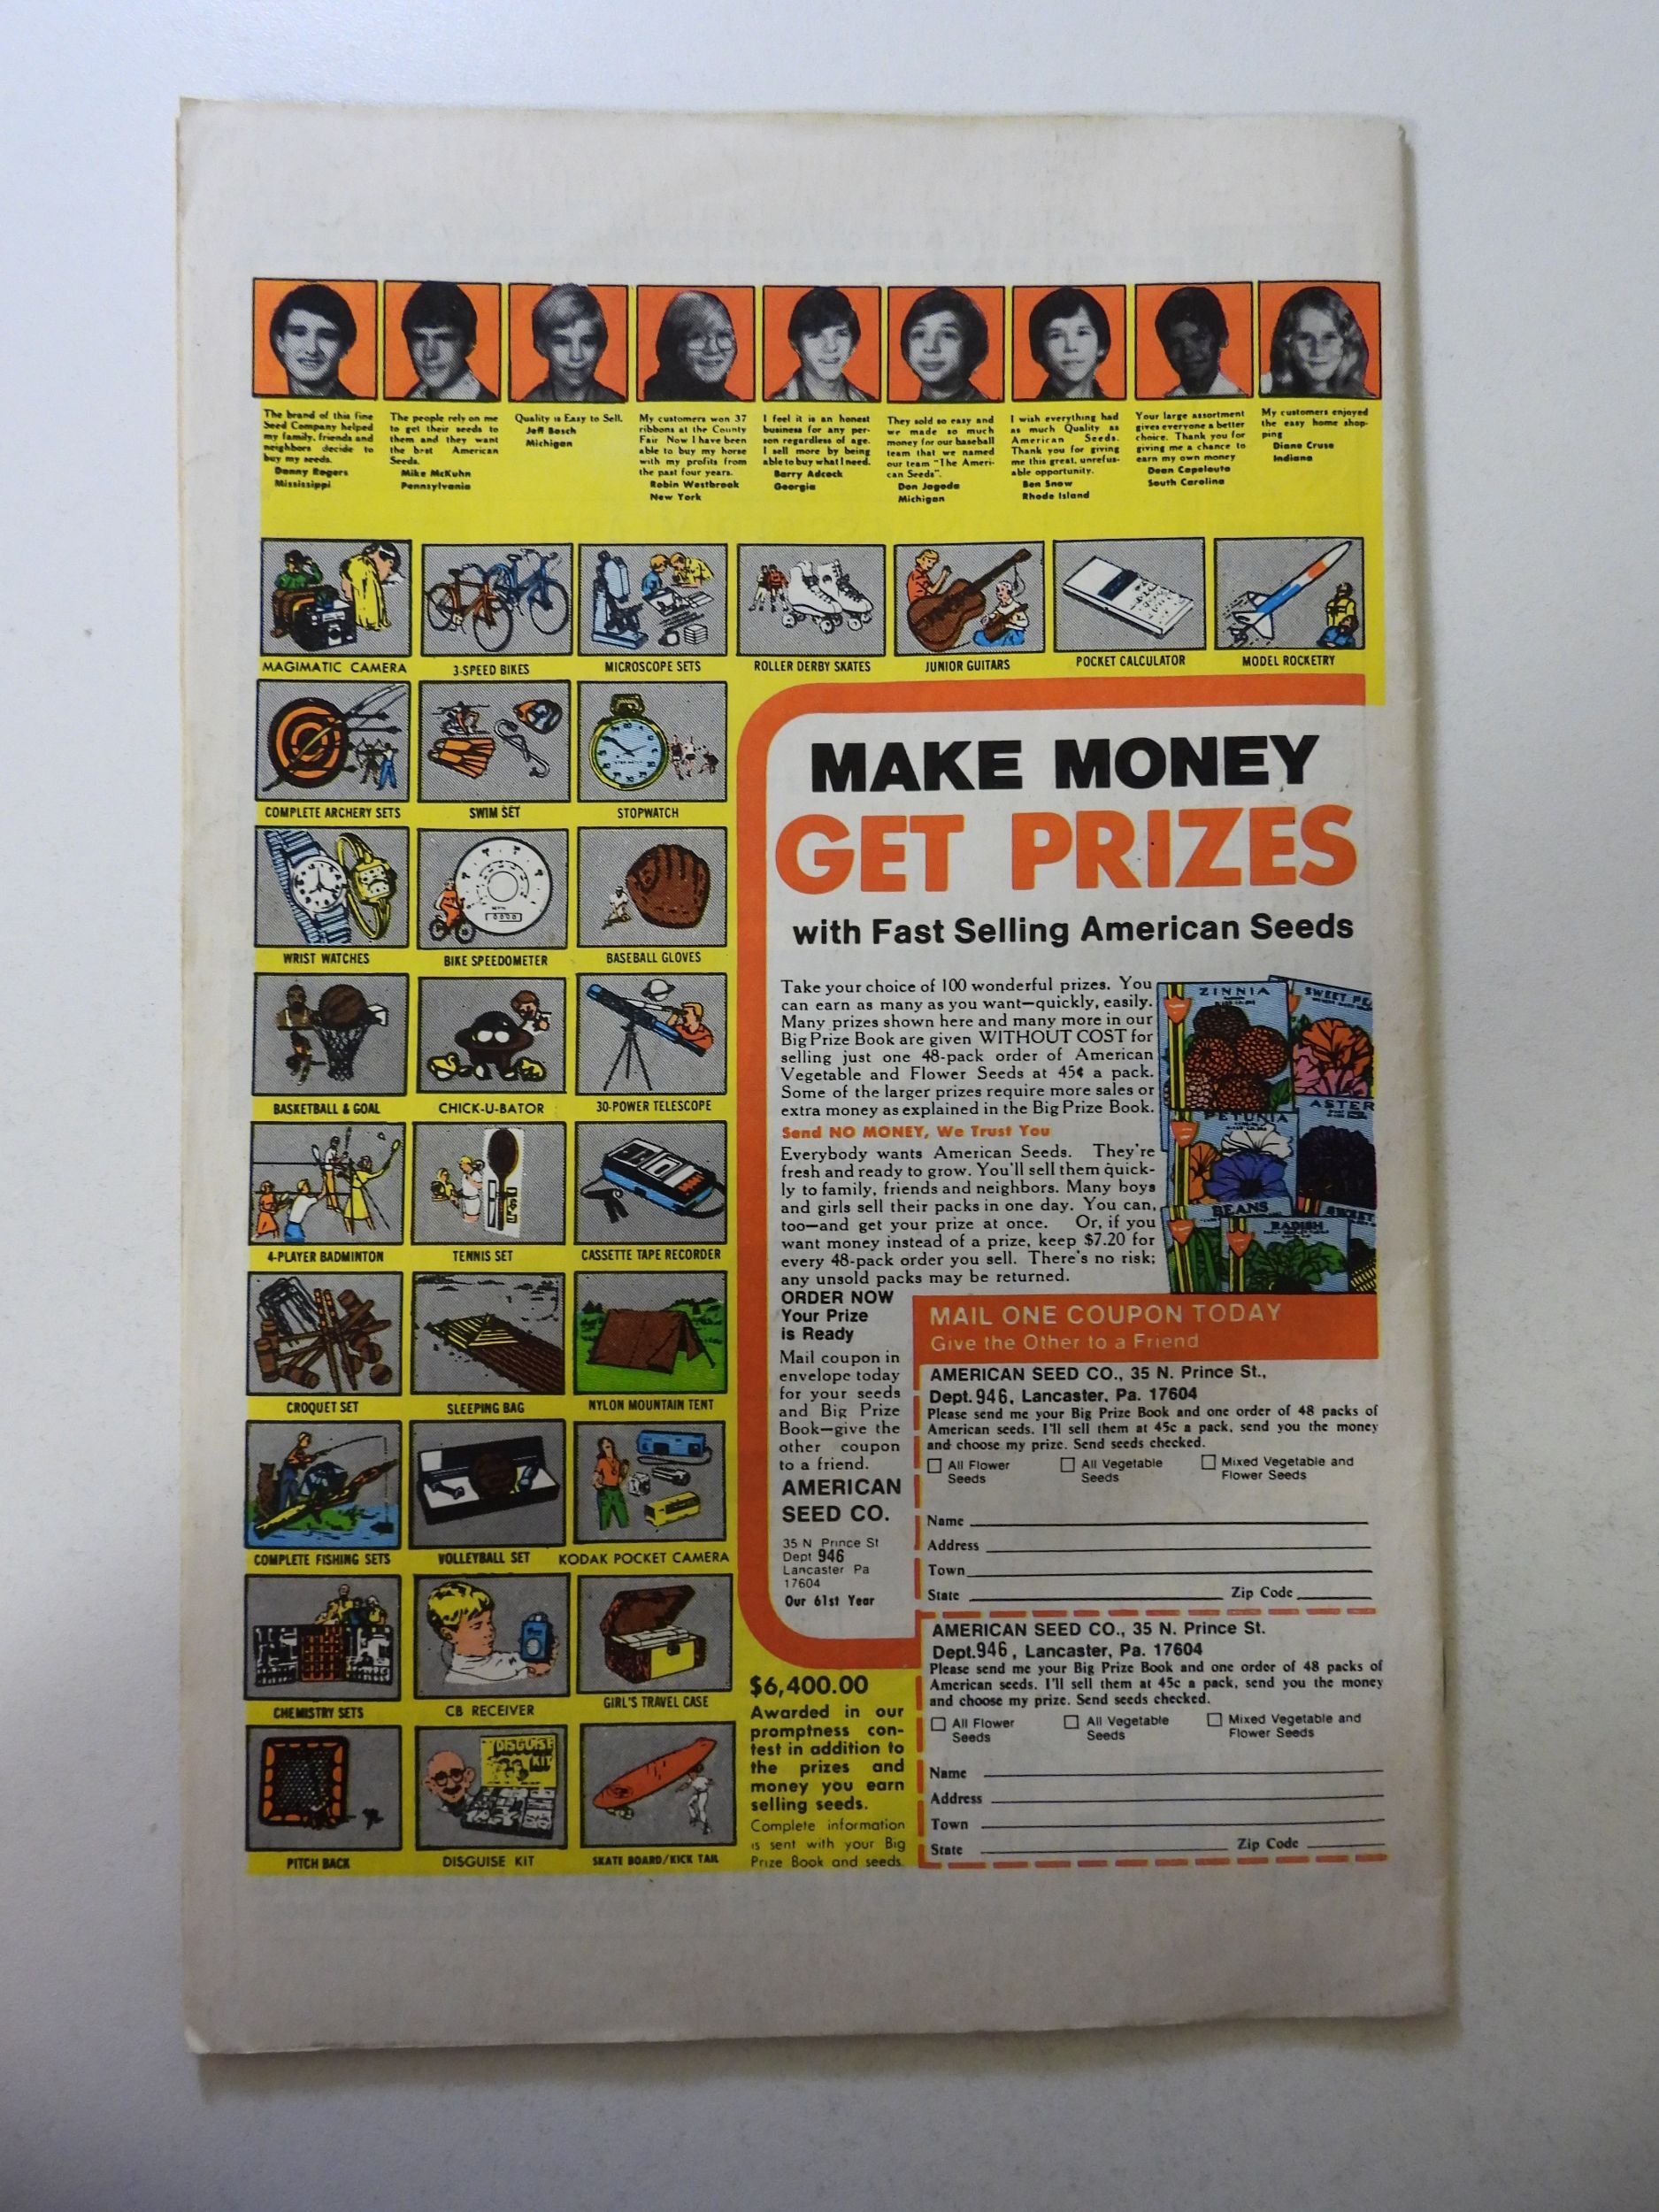 The brand of this fine
Seed Company helped
my family, friends and
neighbors decide to
buy my seeds.
Danny Rogers
Mississippi
The people rely on me
to get their seeds to
them and they want
the best American
Seeds.
Mike McKuhn
Pennsylvania
Quality is Easy to Sell.
Jeff Bosch
Michigan
My customers won 37
ribbons at the County
Fair Now I have been
able to buy my horse
with my profits from
the past four years.
Robin Westbrook
New York
I feel it is an honest
business for any per-
son regardless of age.
I sell more by being
able to buy what I need.
Barry Adcock
Georgia
They sold so easy and
we made so much
money for our baseball
team that we named
our team "The Ameri-
can Seeds".
Don Jagoda
Michigan
I wish everything had
as much Quality as
American Seeds.
Thank you for giving
me this great, unrefus-
able opportunity.
Ben Snow
Rhode Island
Your large assortment
gives everyone a better
choice. Thank you for
giving me a chance to
earn my own money
Dean Capelouto
South Carolina
My customers enjoyed
the easy home shop-
ping
Diane Cruse
Indiana
MAGIMATIC CAMERA
3-SPEED BIKES
MICROSCOPE SETS
ROLLER DERBY SKATES
JUNIOR GUITARS
POCKET CALCULATOR
MODEL ROCKETRY
COMPLETE ARCHERY SETS
SWIM SET
STOPWATCH
WRIST WATCHES
BIKE SPEEDOMETER
BASEBALL GLOVES
BASKETBALL & GOAL
CHICK-U-BATOR
30-POWER TELESCOPE
4-PLAYER BADMINTON
TENNIS SET
CASSETTE TAPE RECORDER
CROQUET SET
SLEEPING BAG
NYLON MOUNTAIN TENT
COMPLETE FISHING SETS
VOLLEYBALL SET
KODAK POCKET CAMERA
CHEMISTRY SETS
CB RECEIVER
GIRL'S TRAVEL CASE
PITCH BACK
DISGUISE KIT
DISGUISE KIT
SKATE BOARD/KICK TAIL
MAKE MONEY
GET PRIZES
with Fast Selling American Seeds
Take your choice of 100 wonderful prizes. You
can earn as many as you want—quickly, easily.
Many prizes shown here and many more in our
Big Prize Book are given WITHOUT COST for
selling just one 48-pack order of American
Vegetable and Flower Seeds at 45¢ a pack.
Some of the larger prizes require more sales or
extra money as explained in the Big Prize Book.
Send NO MONEY, We Trust You
Everybody wants American Seeds. They're
fresh and ready to grow. You'll sell them quick-
ly to family, friends and neighbors. Many boys
and girls sell their packs in one day. You can,
too—and get your prize at once. Or, if you
want money instead of a prize, keep $7.20 for
every 48-pack order you sell. There's no risk;
any unsold packs may be returned.
ZINNIA
SWEET PE
PETUNIA
ASTER
BEANS
RADISH
SWEET
ORDER NOW
Your Prize
is Ready
Mail coupon in
envelope today
for your seeds
and Big Prize
Book—give the
other coupon
to a friend.
AMERICAN
SEED CO.
35 N Prince St
Dept 946
Lancaster Pa
17604
Our 61st Year
$6,400.00
Awarded in our
promptness con-
test in addition to
the prizes and
money you earn
selling seeds.
Complete information
is sent with your Big
Prize Book and seeds.
MAIL ONE COUPON TODAY
Give the Other to a Friend
AMERICAN SEED CO., 35 N. Prince St.,
Dept. 946, Lancaster, Pa. 17604
Please send me your Big Prize Book and one order of 48 packs of
American seeds. I'll sell them at 45c a pack, send you the money
and choose my prize. Send seeds checked.
All Flower Seeds
All Vegetable Seeds
Mixed Vegetable and Flower Seeds
Name
Address
Town
State Zip Code
AMERICAN SEED CO., 35 N. Prince St.
Dept. 946, Lancaster, Pa. 17604
Please send me your Big Prize Book and one order of 48 packs of
American seeds. I'll sell them at 45c a pack, send you the money
and choose my prize. Send seeds checked.
All Flower Seeds
All Vegetable Seeds
Mixed Vegetable and Flower Seeds
Name
Address
Town
State Zip Code